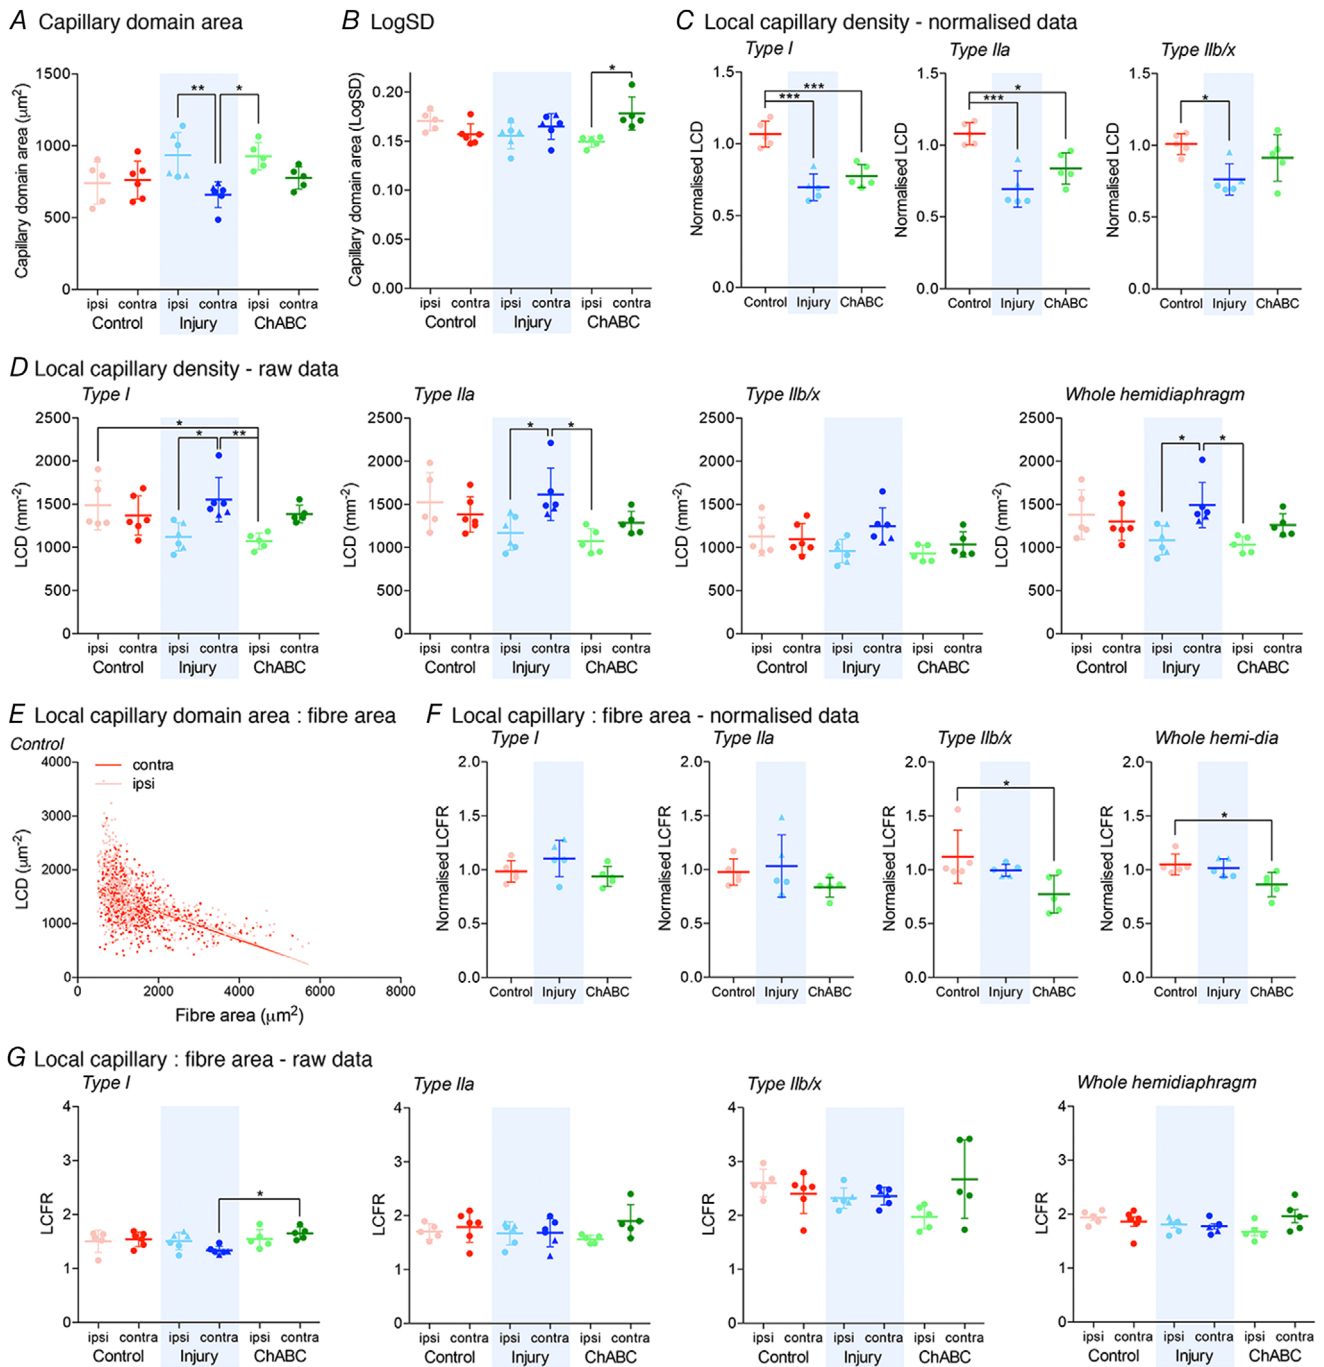 A Capillary domain area
B LogSD
C Local capillary density - normalised data
Type I
Type IIa
Type IIb/x
Capillary domain area (μm²)
1500
1000
500
0
**
*
ipsi contra ipsi contra ipsi contra
Control Injury ChABC
Capillary domain area (LogSD)
0.20
0.15
0.10
0.05
0.00
*
ipsi contra ipsi contra ipsi contra
Control Injury ChABC
Normalised LCD
1.5
1.0
0.5
0.0
***
***
Control Injury ChABC
Normalised LCD
1.5
1.0
0.5
0.0
*
***
Control Injury ChABC
Normalised LCD
1.5
1.0
0.5
0.0
*
Control Injury ChABC
D Local capillary density - raw data
Type I
Type IIa
Type IIb/x
Whole hemidiaphragm
LCD (mm⁻²)
2500
2000
1500
1000
500
0
*
*
**
ipsi contra ipsi contra ipsi contra
Control Injury ChABC
LCD (mm⁻²)
2500
2000
1500
1000
500
0
*
*
ipsi contra ipsi contra ipsi contra
Control Injury ChABC
LCD (mm⁻²)
2500
2000
1500
1000
500
0
ipsi contra ipsi contra ipsi contra
Control Injury ChABC
LCD (mm⁻²)
2500
2000
1500
1000
500
0
*
*
ipsi contra ipsi contra ipsi contra
Control Injury ChABC
E Local capillary domain area : fibre area
Control
contra
ipsi
LCD (μm⁻²)
4000
3000
2000
1000
0
0 2000 4000 6000 8000
Fibre area (μm²)
F Local capillary : fibre area - normalised data
Type I
Type IIa
Type IIb/x
Whole hemi-dia
Normalised LCFR
2.0
1.5
1.0
0.5
0.0
Control Injury ChABC
Normalised LCFR
2.0
1.5
1.0
0.5
0.0
Control Injury ChABC
Normalised LCFR
2.0
1.5
1.0
0.5
0.0
*
Control Injury ChABC
Normalised LCFR
2.0
1.5
1.0
0.5
0.0
*
Control Injury ChABC
G Local capillary : fibre area - raw data
Type I
Type IIa
Type IIb/x
Whole hemidiaphragm
LCFR
4
3
2
1
0
*
ipsi contra ipsi contra ipsi contra
Control Injury ChABC
LCFR
4
3
2
1
0
ipsi contra ipsi contra ipsi contra
Control Injury ChABC
LCFR
4
3
2
1
0
ipsi contra ipsi contra ipsi contra
Control Injury ChABC
LCFR
4
3
2
1
0
ipsi contra ipsi contra ipsi contra
Control Injury ChABC